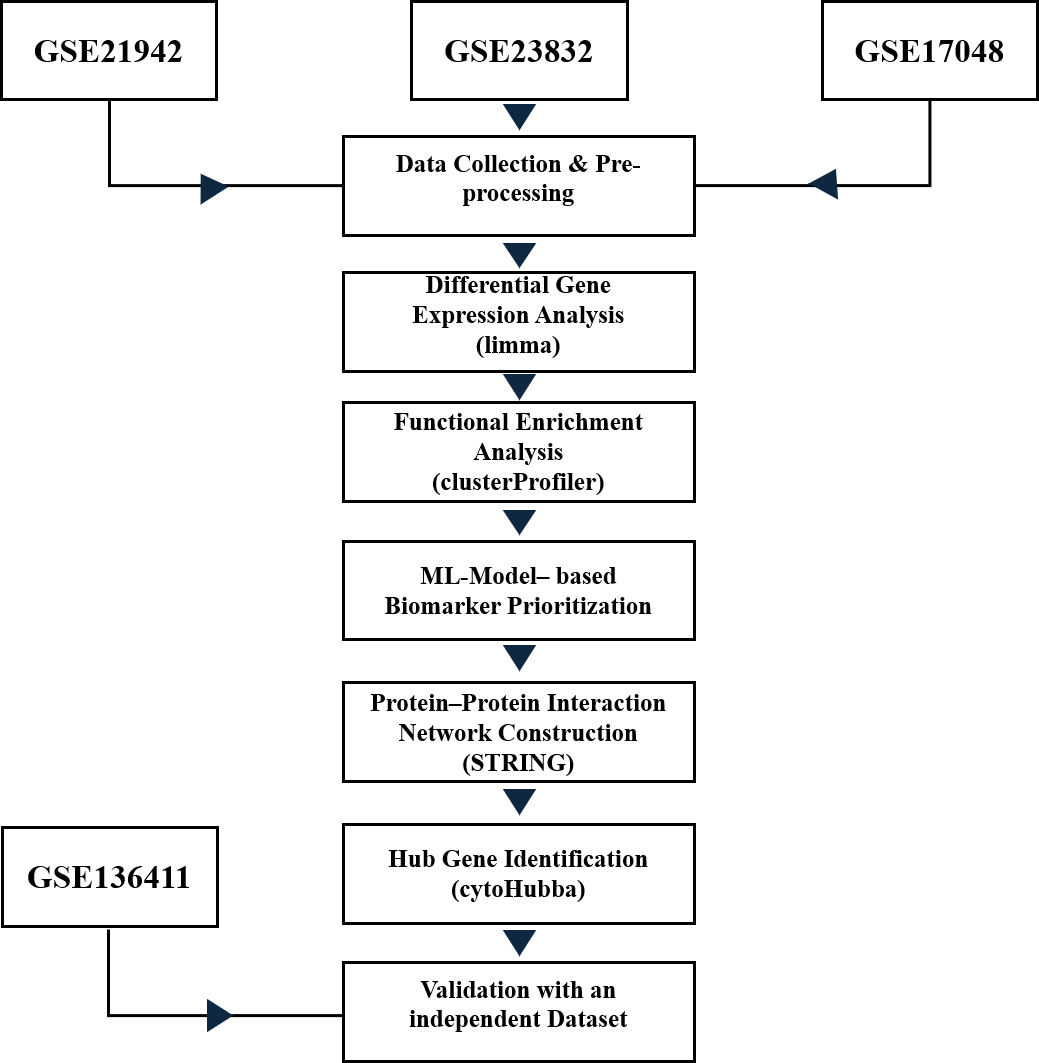 GSE21942
GSE23832
GSE17048
Data Collection & Pre-
processing
Differential Gene
Expression Analysis
(limma)
Functional Enrichment
Analysis
(clusterProfiler)
ML-Model– based
Biomarker Prioritization
Protein–Protein Interaction
Network Construction
(STRING)
Hub Gene Identification
(cytoHubba)
GSE136411
Validation with an
independent Dataset